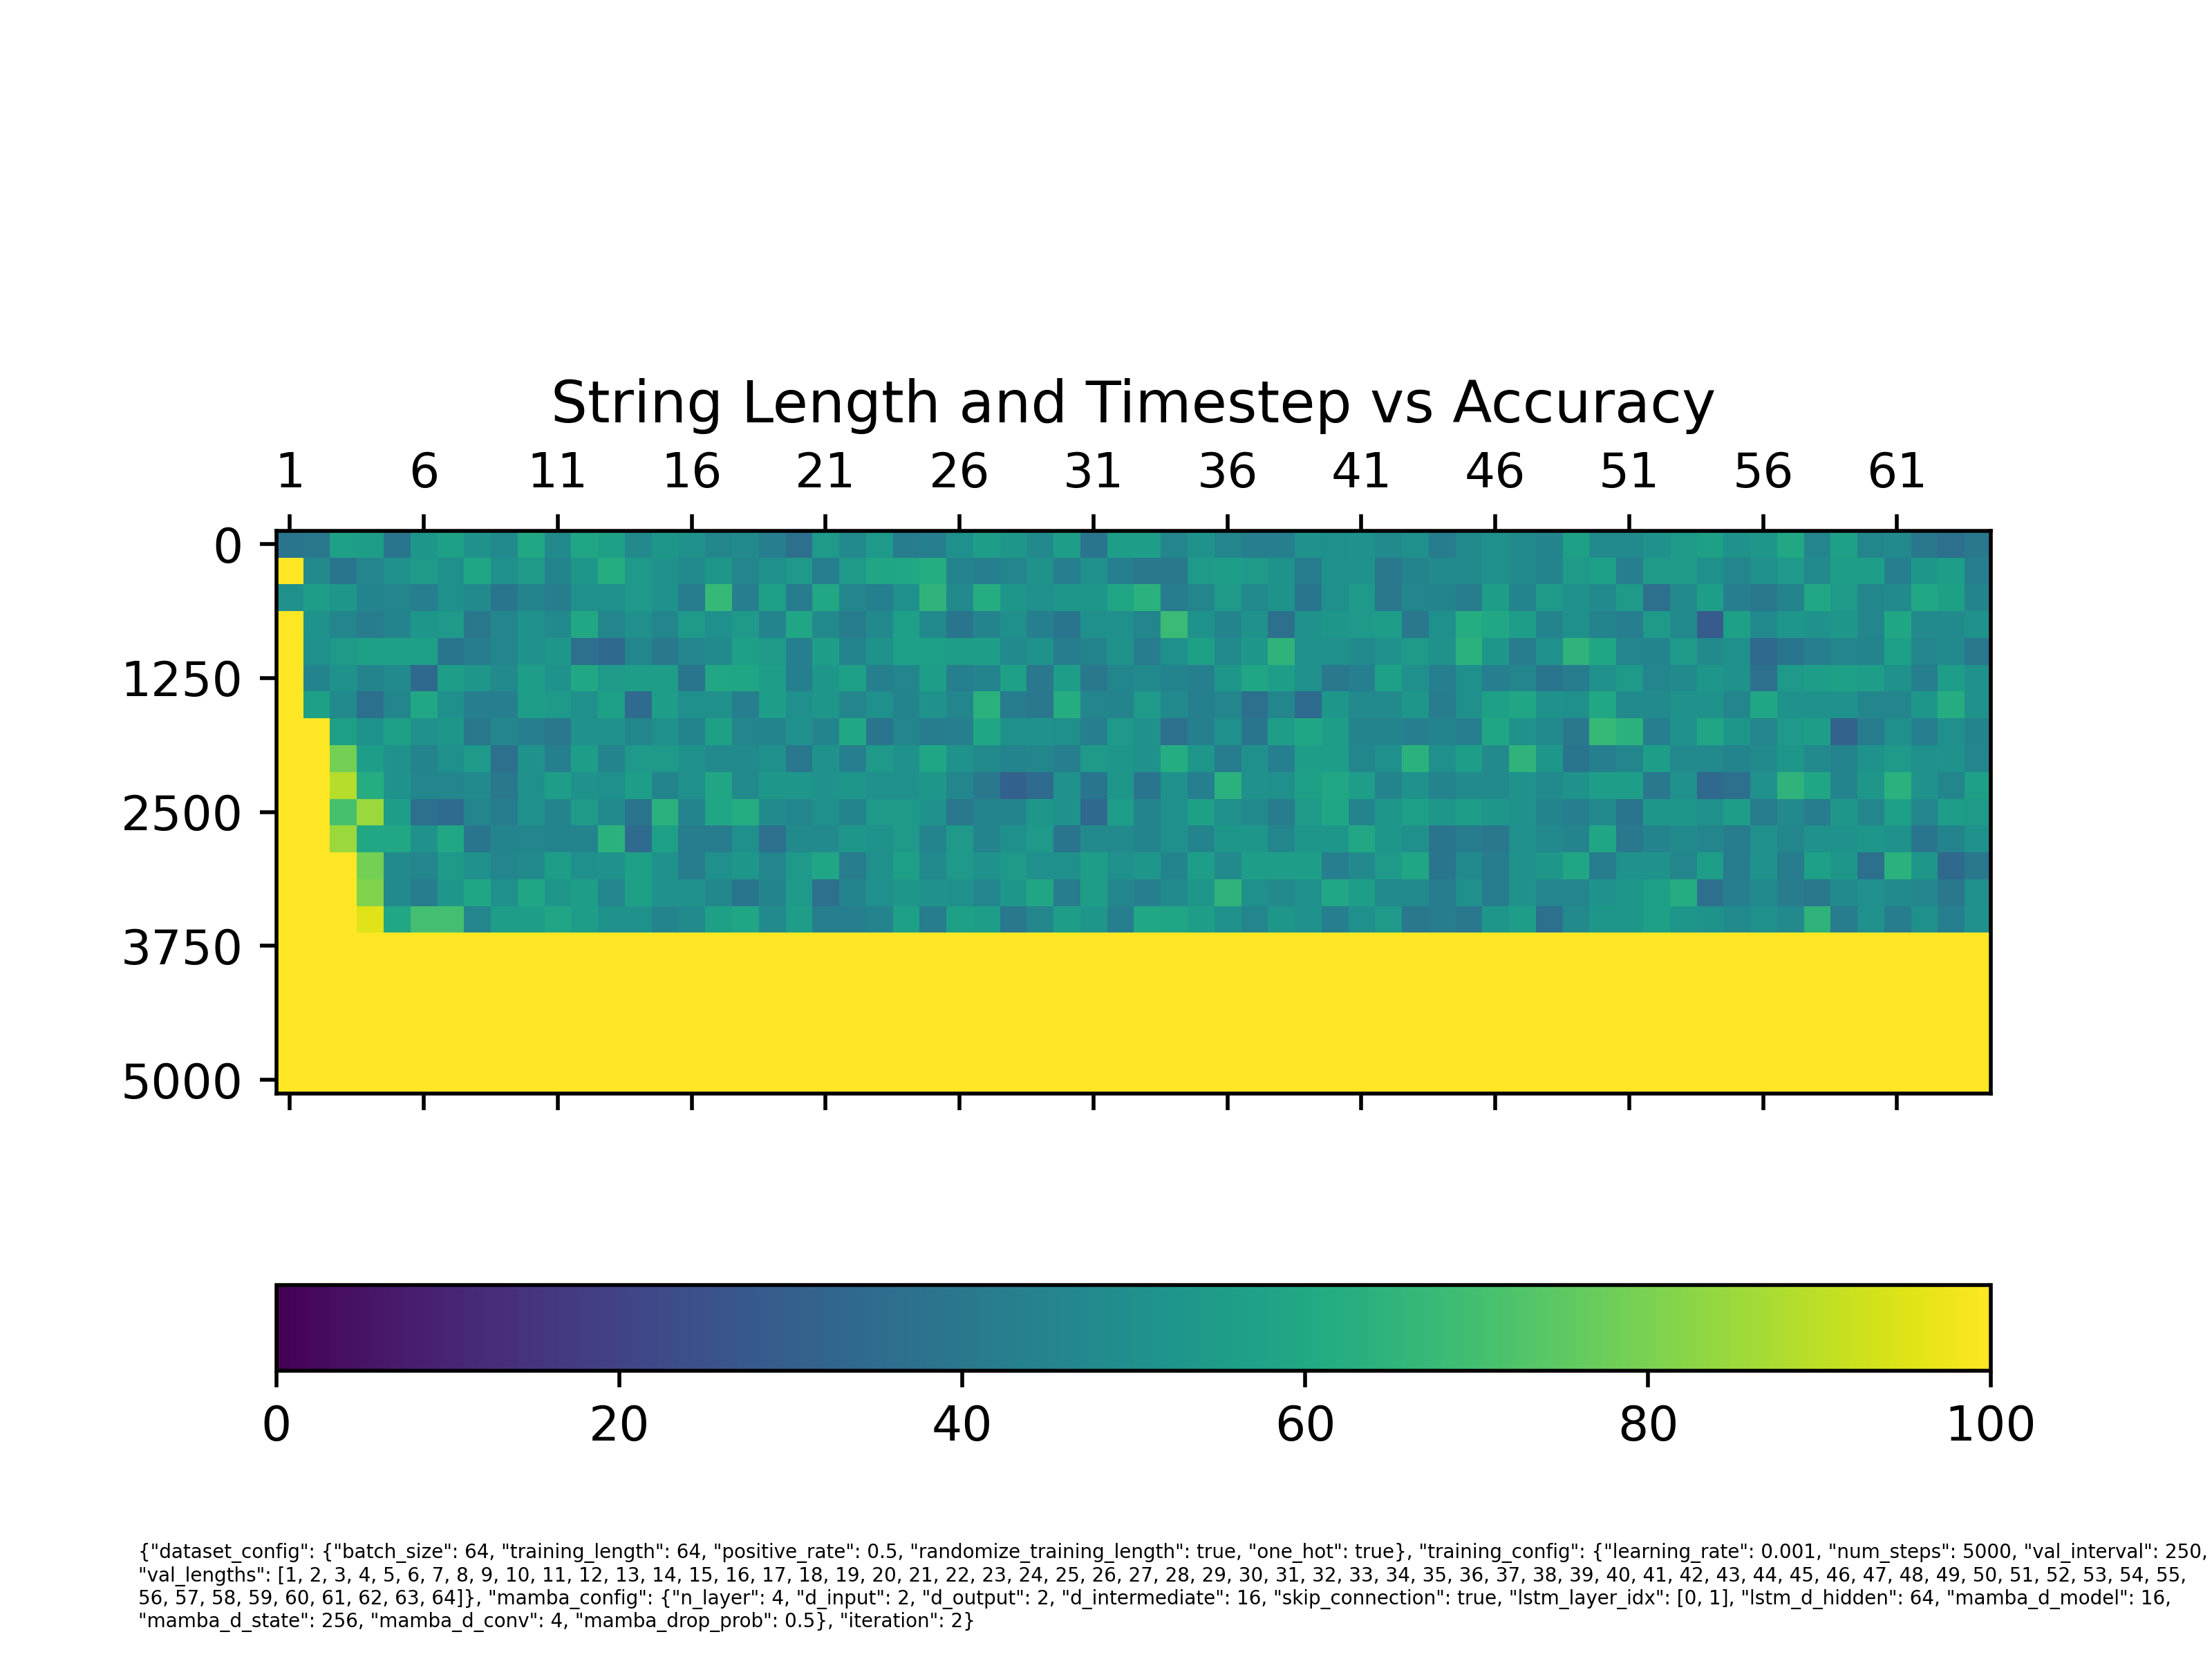 String Length and Timestep vs Accuracy
1 6 11 16 21 26 31 36 41 46 51 56 61
0
1250
2500
3750
5000
0 20 40 60 80 100
{"dataset_config": {"batch_size": 64, "training_length": 64, "positive_rate": 0.5, "randomize_training_length": true, "one_hot": true}, "training_config": {"learning_rate": 0.001, "num_steps": 5000, "val_interval": 250,
"val_lengths": [1, 2, 3, 4, 5, 6, 7, 8, 9, 10, 11, 12, 13, 14, 15, 16, 17, 18, 19, 20, 21, 22, 23, 24, 25, 26, 27, 28, 29, 30, 31, 32, 33, 34, 35, 36, 37, 38, 39, 40, 41, 42, 43, 44, 45, 46, 47, 48, 49, 50, 51, 52, 53, 54, 55,
56, 57, 58, 59, 60, 61, 62, 63, 64]}, "mamba_config": {"n_layer": 4, "d_input": 2, "d_output": 2, "d_intermediate": 16, "skip_connection": true, "lstm_layer_idx": [0, 1], "lstm_d_hidden": 64, "mamba_d_model": 16,
"mamba_d_state": 256, "mamba_d_conv": 4, "mamba_drop_prob": 0.5}, "iteration": 2}